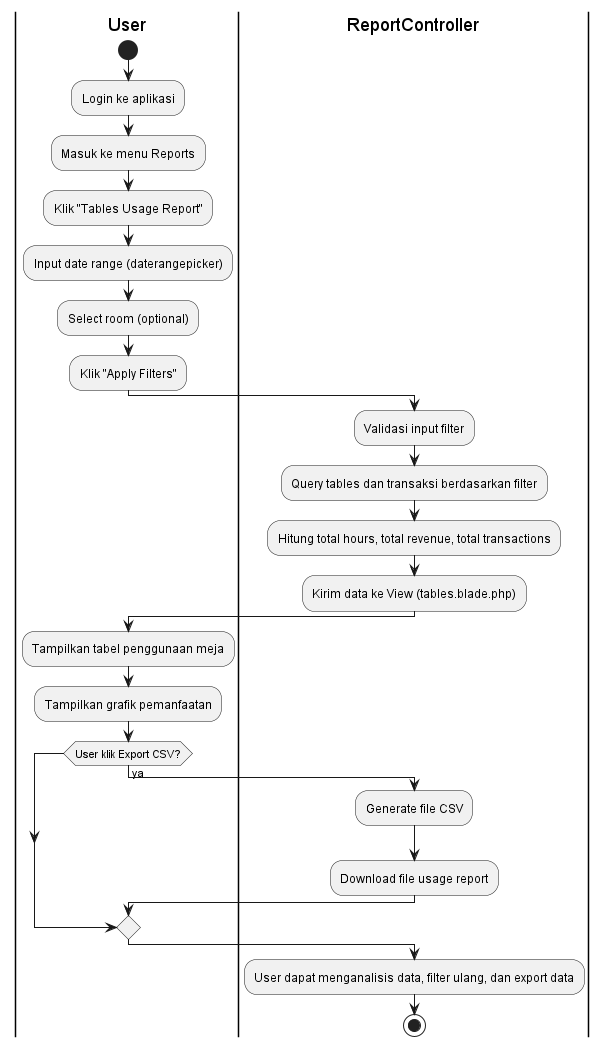 User
ReportController
Login ke aplikasi
Masuk ke menu Reports
Klik "Tables Usage Report"
Input date range (daterangepicker)
Select room (optional)
Klik "Apply Filters"
Validasi input filter
Query tables dan transaksi berdasarkan filter
Hitung total hours, total revenue, total transactions
Kirim data ke View (tables.blade.php)
Tampilkan tabel penggunaan meja
Tampilkan grafik pemanfaatan
User klik Export CSV?
ya
Generate file CSV
Download file usage report
User dapat menganalisis data, filter ulang, dan export data